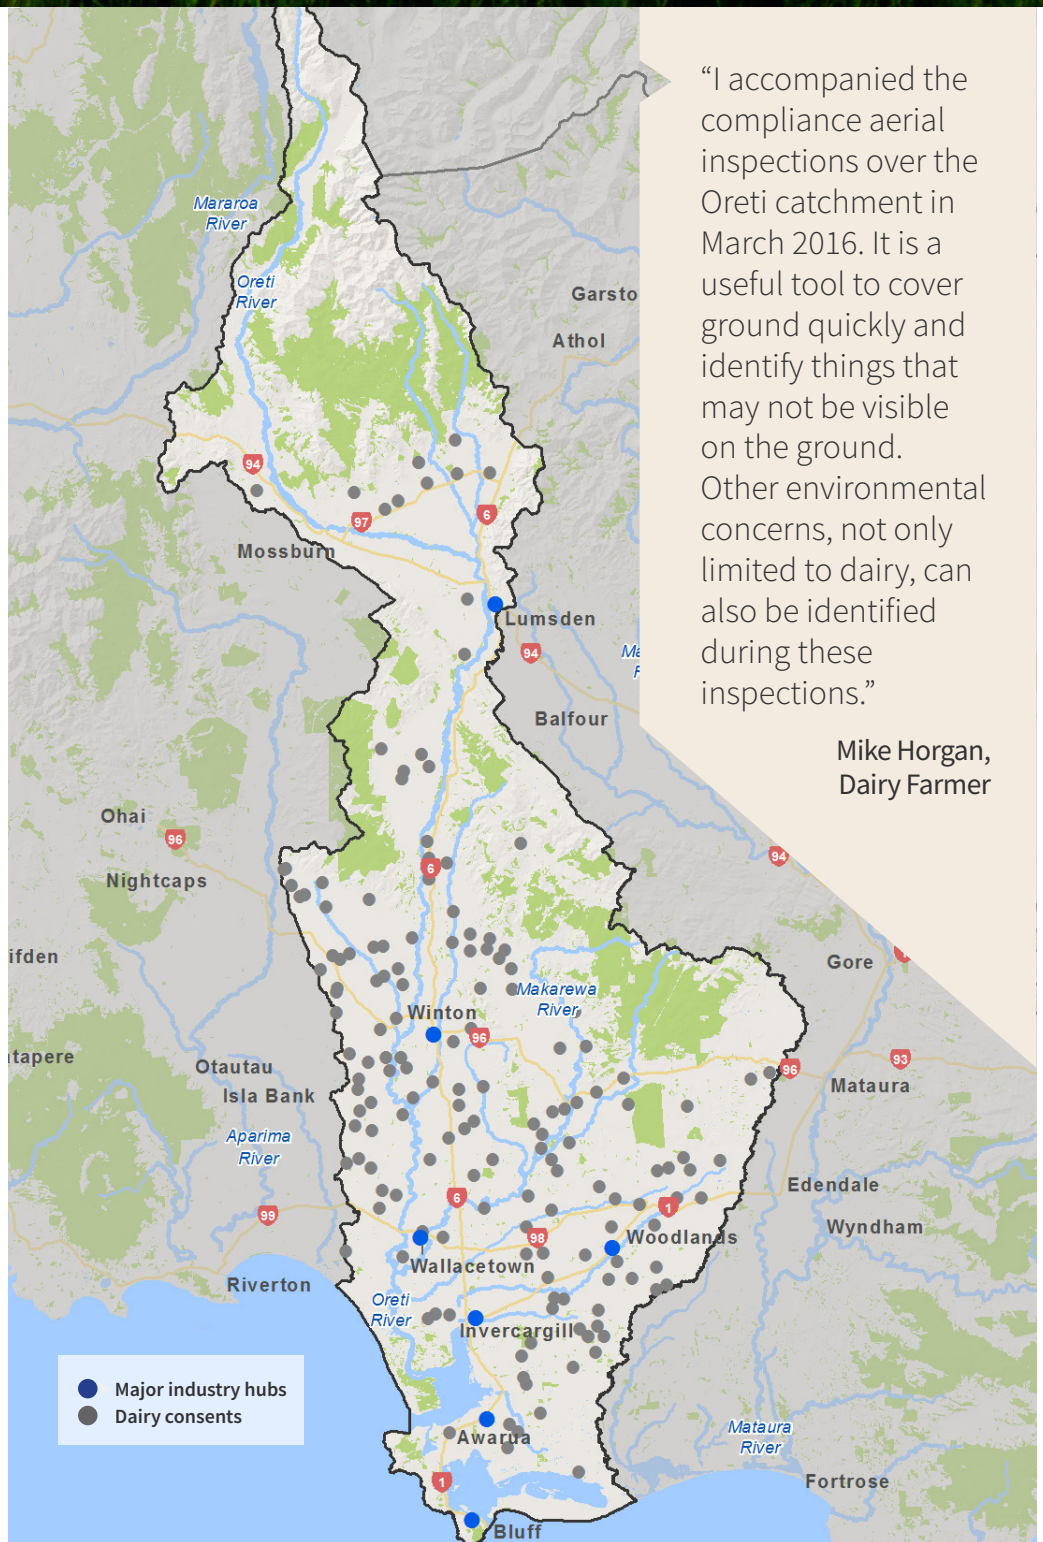 “I accompanied the
compliance aerial
inspections over the
Oreti catchment in
March 2016. It is a
useful tool to cover
ground quickly and
identify things that
may not be visible
on the ground.
Other environmental
concerns, not only
limited to dairy, can
also be identified
during these
inspections.”
Mike Horgan,
Dairy Farmer
Mararoa
River
Oreti
River
Garsto
Athol
94
97
6
Mossburn
Lumsden
94
Ma
Balfour
Ohai
96
Nightcaps
6
94
ifden
Gore
Makarewa
River
Winton
96
tapere
Otautau
Isla Bank
96
93
Mataura
Aparima
River
99
6
1
Edendale
98
Woodlands
Wyndham
Wallacetown
Riverton
Oreti
River
Invercargill
Major industry hubs
Dairy consents
Awarua
Mataura
River
1
Fortrose
Bluff